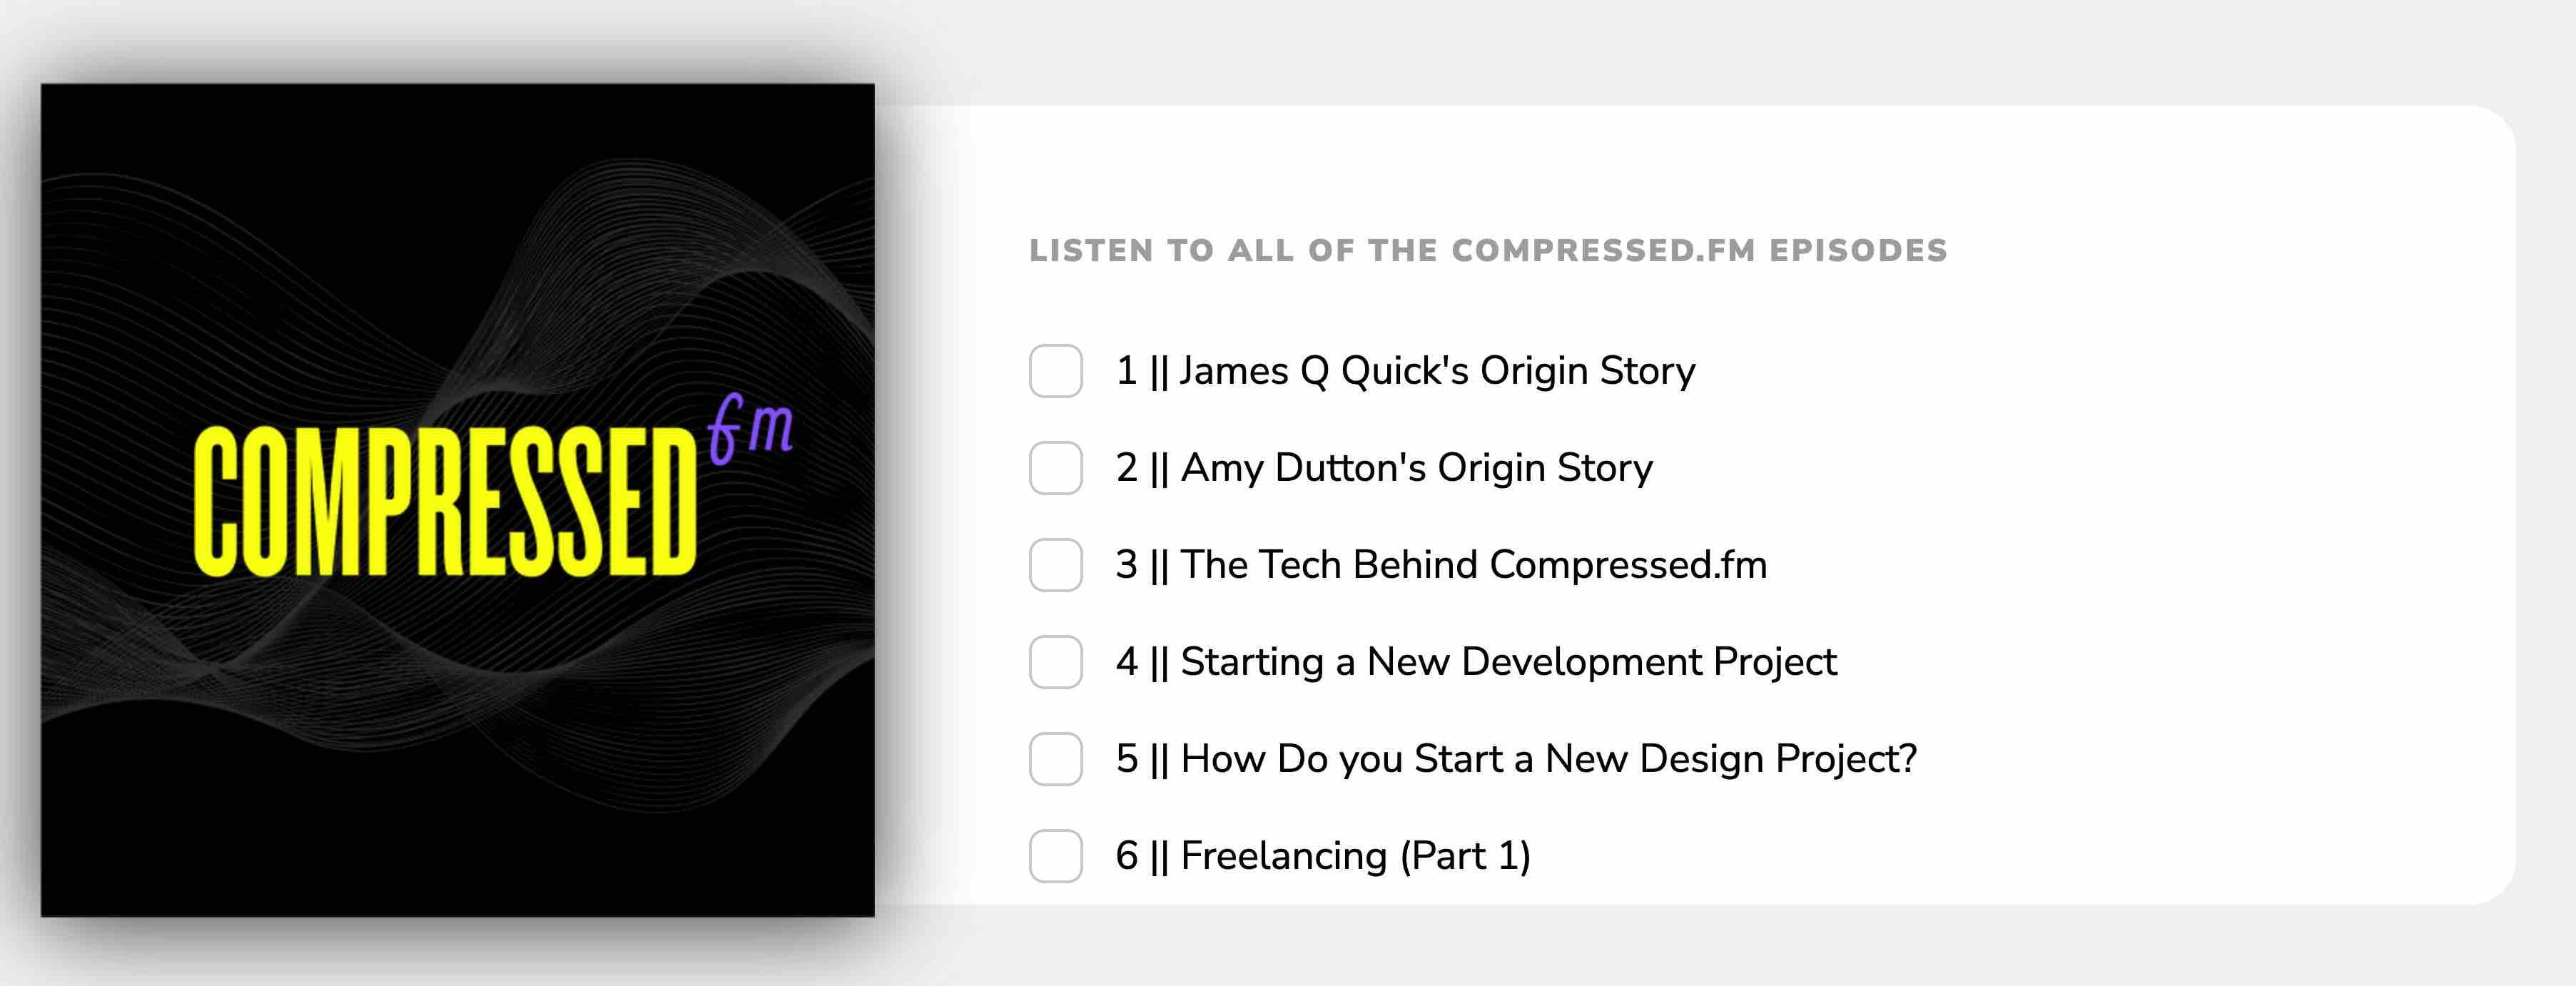 COMPRESSED fm
LISTEN TO ALL OF THE COMPRESSED.FM EPISODES
1 || James Q Quick's Origin Story
2 || Amy Dutton's Origin Story
3 || The Tech Behind Compressed.fm
4 || Starting a New Development Project
5 || How Do you Start a New Design Project?
6 || Freelancing (Part 1)